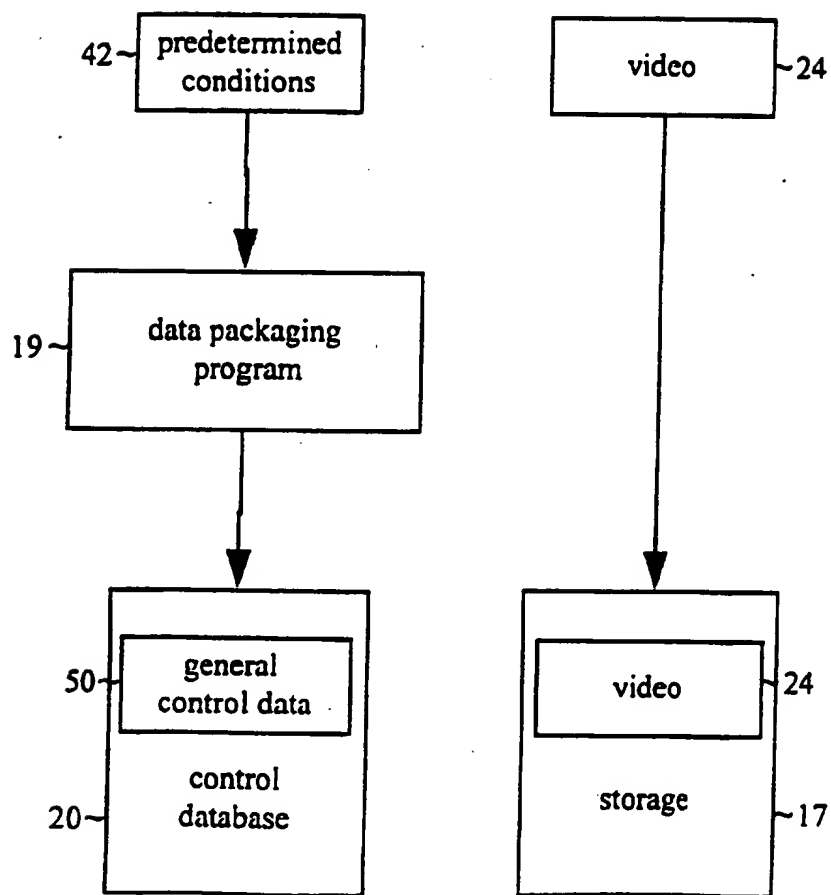 42
predetermined
conditions
video
24
19
data packaging
program
50
general
control data
control
database
20
video
24
storage
17